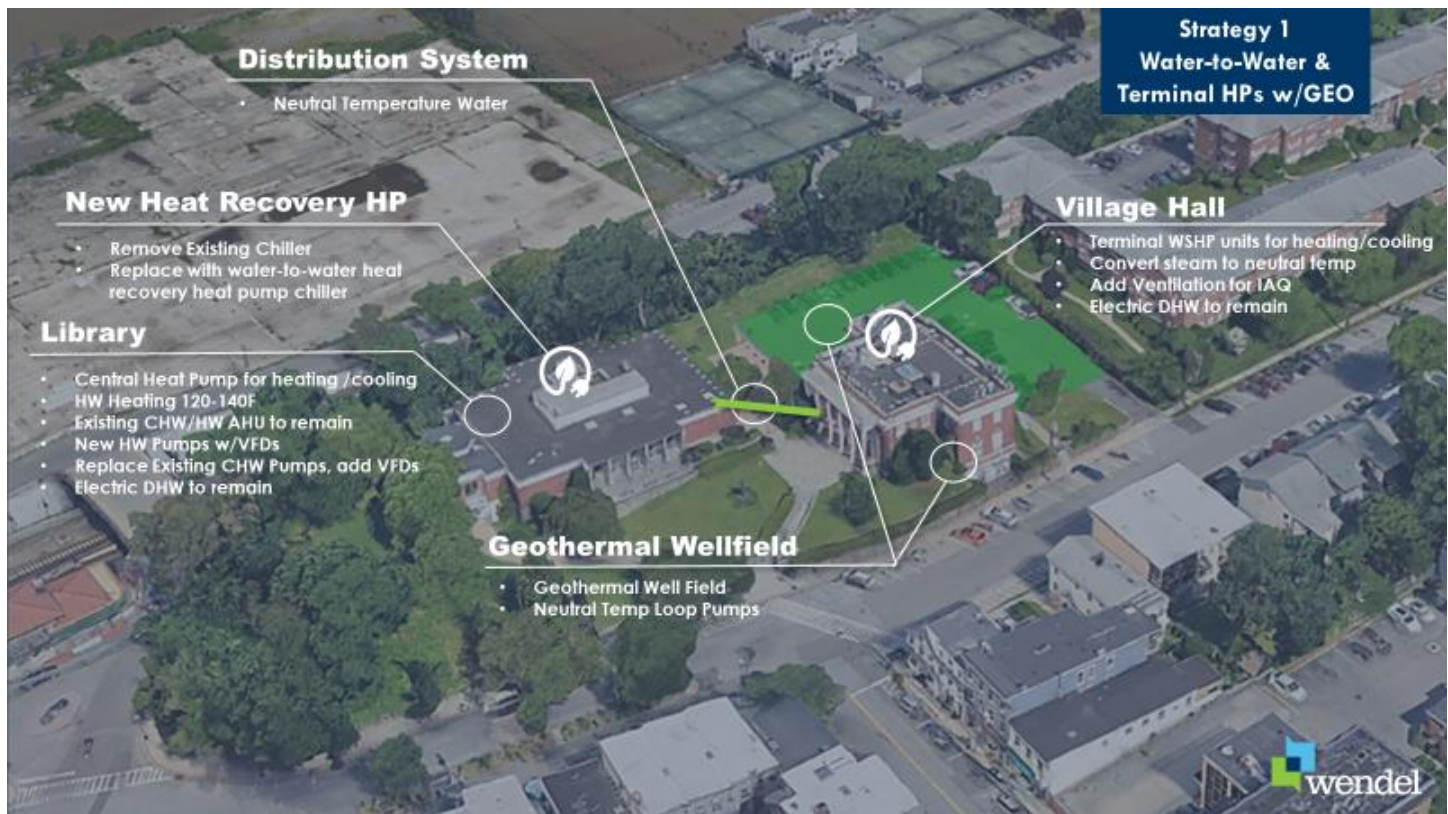 Strategy 1
Water-to-Water &
Terminal HPs w/GEO
Distribution System
• Neutral Temperature Water
New Heat Recovery HP
• Remove Existing Chiller
• Replace with water-to-water heat
recovery heat pump chiller
Village Hall
• Terminal WSHP units for heating/cooling
• Convert steam to neutral temp
• Add Ventilation for IAQ
• Electric DHW to remain
Library
• Central Heat Pump for heating /cooling
• HW Heating 120-140F
• Existing CHW/HW AHU to remain
• New HW Pumps w/VFDs
• Replace Existing CHW Pumps, add VFDs
• Electric DHW to remain
Geothermal Wellfield
• Geothermal Well Field
• Neutral Temp Loop Pumps
wendel